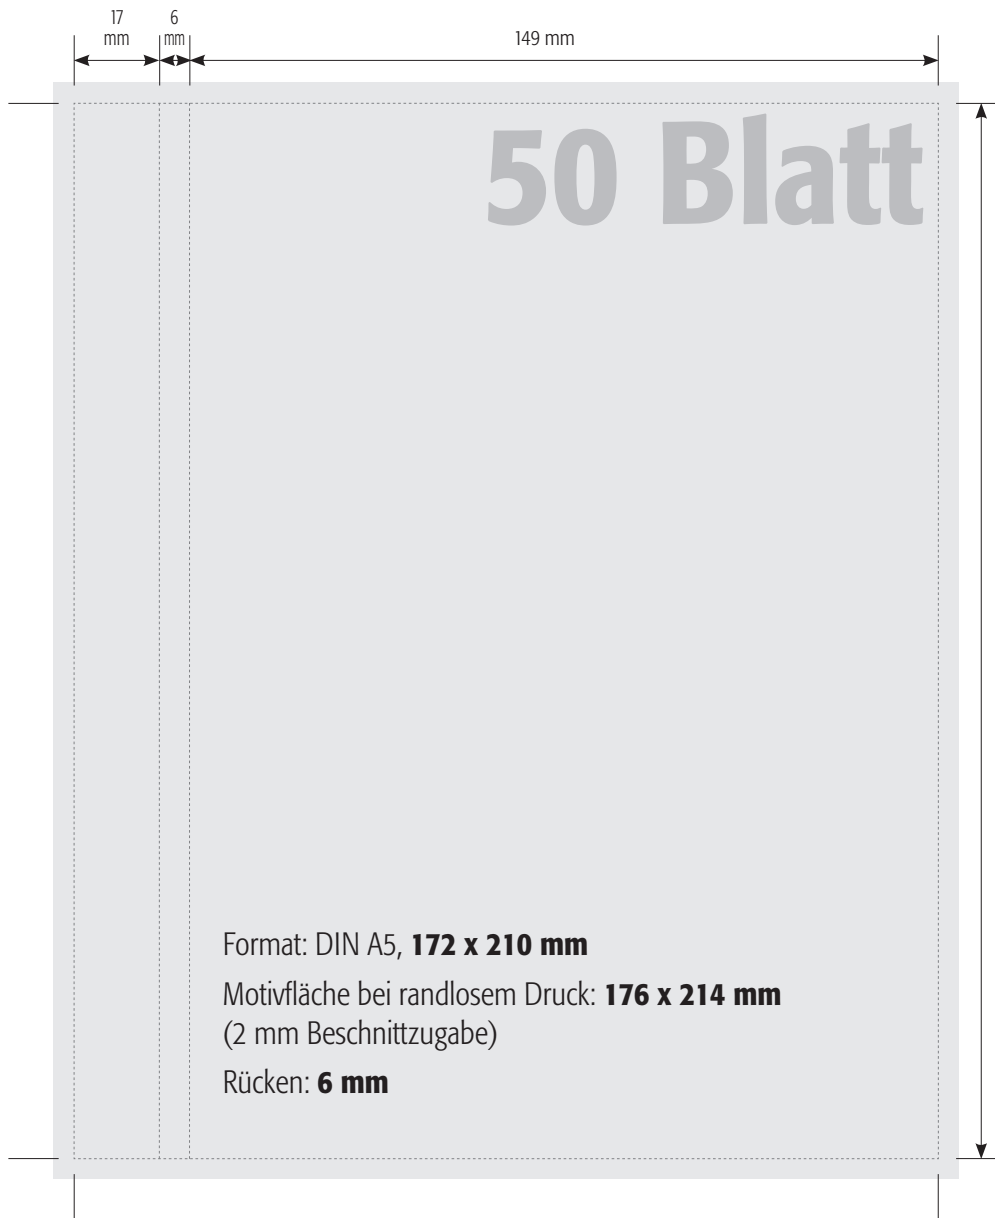 17
mm
6
mm
149 mm
50 Blatt
Format: DIN A5, 172 x 210 mm
Motivfläche bei randlosem Druck: 176 x 214 mm
(2 mm Beschnittzugabe)
Rücken: 6 mm